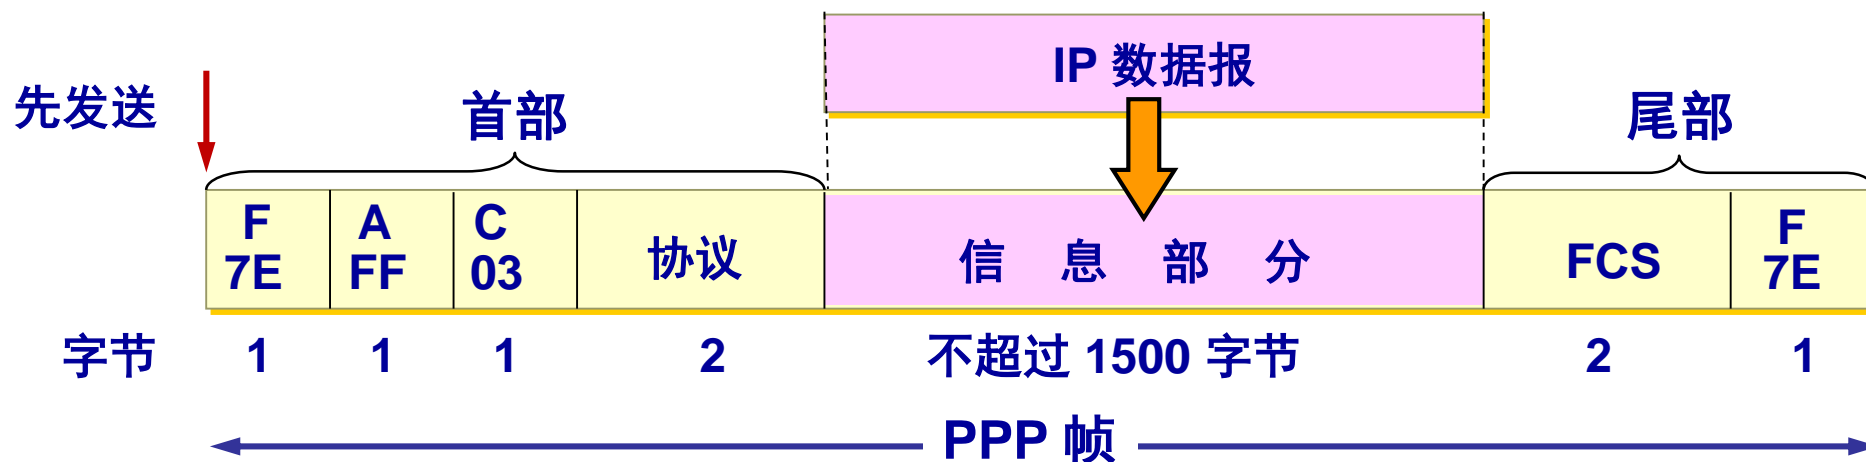 IP 数据报
先发送
首部
尾部
F
7E
A
FF
C
03
协议
信 息 部 分
FCS
F
7E
字节 1 1 1 2 不超过 1500 字节 2 1
PPP 帧